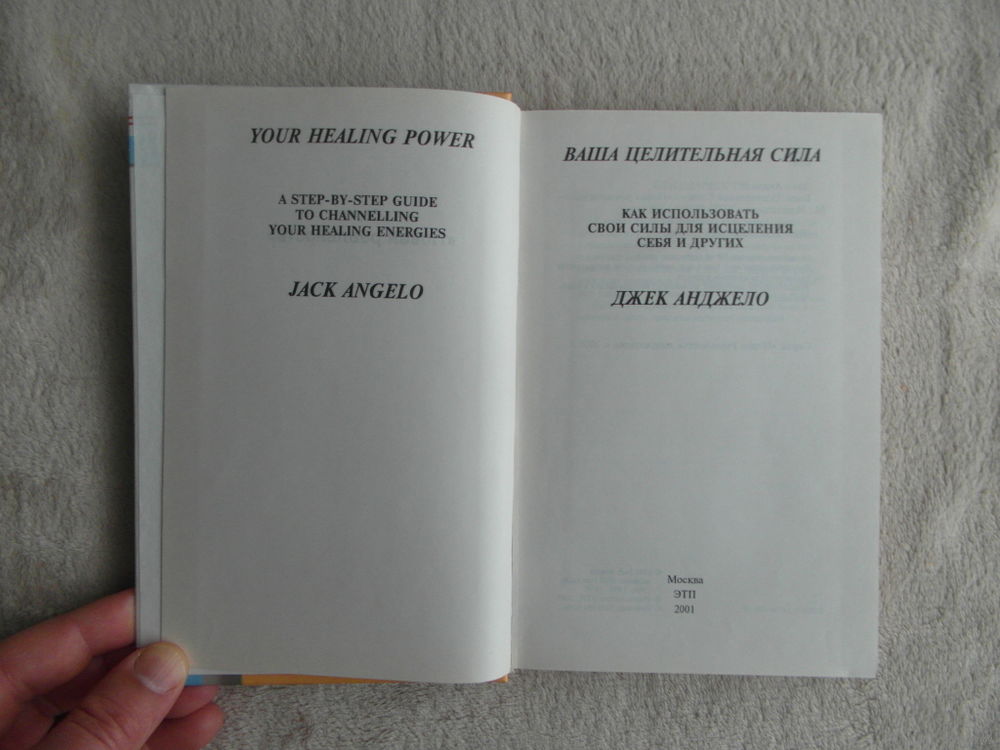 YOUR HEALING POWER
A STEP-BY-STEP GUIDE
TO CHANNELLING
YOUR HEALING ENERGIES
JACK ANGELO
ВАША ЦЕЛИТЕЛЬНАЯ СИЛА
КАК ИСПОЛЬЗОВАТЬ
СВОИ СИЛЫ ДЛЯ ИСЦЕЛЕНИЯ
СЕБЯ И ДРУГИХ
ДЖЕК АНДЖЕЛО
Москва
ЭТП
2001